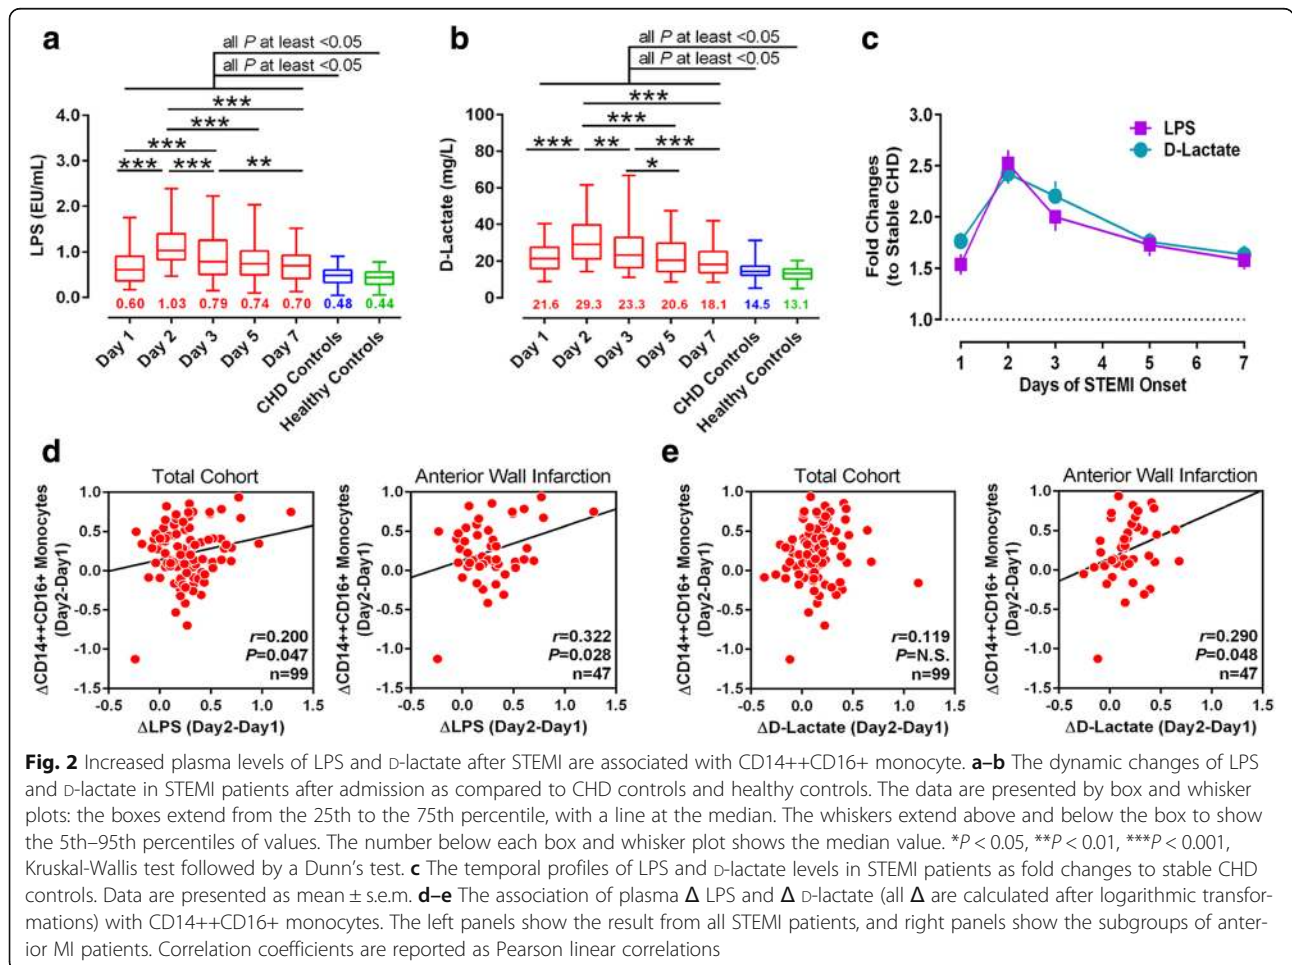 a
all P at least <0.05
all P at least <0.05
***
***
***
*** *** **
4.0
3.0
2.0
1.0
0.0
LPS (EU/mL)
0.60 1.03 0.79 0.74 0.70 0.48 0.44
Day 1 Day 2 Day 3 Day 5 Day 7 CHD Controls Healthy Controls
b
all P at least <0.05
all P at least <0.05
***
***
*** ** ***
*
100
80
60
40
20
0
D-Lactate (mg/L)
21.6 29.3 23.3 20.6 18.1 14.5 13.1
Day 1 Day 2 Day 3 Day 5 Day 7 CHD Controls Healthy Controls
c
3.0
2.5
2.0
1.5
1.0
Fold Changes
(to Stable CHD)
LPS
D-Lactate
1 2 3 4 5 6 7
Days of STEMI Onset
d
Total Cohort
ΔCD14++CD16+ Monocytes
(Day2-Day1)
1.0
0.5
0.0
-0.5
-1.0
-1.5
r=0.200
P=0.047
n=99
-0.5 0.0 0.5 1.0 1.5
ΔLPS (Day2-Day1)
Anterior Wall Infarction
ΔCD14++CD16+ Monocytes
(Day2-Day1)
1.0
0.5
0.0
-0.5
-1.0
-1.5
r=0.322
P=0.028
n=47
-0.5 0.0 0.5 1.0 1.5
ΔLPS (Day2-Day1)
e
Total Cohort
ΔCD14++CD16+ Monocytes
(Day2-Day1)
1.0
0.5
0.0
-0.5
-1.0
-1.5
r=0.119
P=N.S.
n=99
-0.5 0.0 0.5 1.0 1.5
ΔD-Lactate (Day2-Day1)
Anterior Wall Infarction
ΔCD14++CD16+ Monocytes
(Day2-Day1)
1.0
0.5
0.0
-0.5
-1.0
-1.5
r=0.290
P=0.048
n=47
-0.5 0.0 0.5 1.0 1.5
ΔD-Lactate (Day2-Day1)
Fig. 2 Increased plasma levels of LPS and D-lactate after STEMI are associated with CD14++CD16+ monocyte. a–b The dynamic changes of LPS
and D-lactate in STEMI patients after admission as compared to CHD controls and healthy controls. The data are presented by box and whisker
plots: the boxes extend from the 25th to the 75th percentile, with a line at the median. The whiskers extend above and below the box to show
the 5th–95th percentiles of values. The number below each box and whisker plot shows the median value. *P < 0.05, **P < 0.01, ***P < 0.001,
Kruskal-Wallis test followed by a Dunn's test. c The temporal profiles of LPS and D-lactate levels in STEMI patients as fold changes to stable CHD
controls. Data are presented as mean ± s.e.m. d–e The association of plasma Δ LPS and Δ D-lactate (all Δ are calculated after logarithmic transfor-
mations) with CD14++CD16+ monocytes. The left panels show the result from all STEMI patients, and right panels show the subgroups of anter-
ior MI patients. Correlation coefficients are reported as Pearson linear correlations